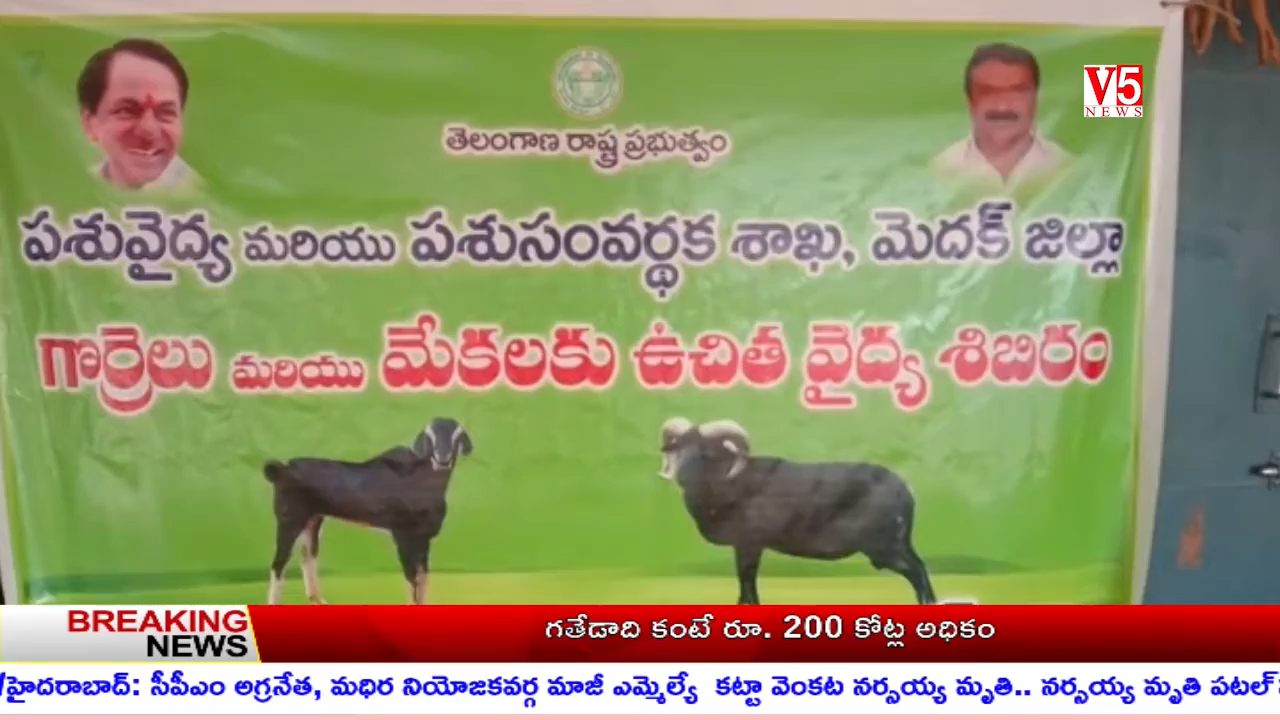 V5
NEWS
తెలంగాణ రాష్ట్ర ప్రభుత్వం
పశువైద్య మరియు పశుసంవర్థక శాఖ, మెదక్ జిల్లా
గొర్రెలు మరియు మేకలకు ఉచిత వైద్య శిబిరం
BREAKING
NEWS
గతేడాది కంటే రూ. 200 కోట్ల అధికం
/హైదరాబాద్: సీపీఎం అగ్రనేత, మధిర నియోజకవర్గ మాజీ ఎమ్మెల్యే కట్టా వెంకట నర్సయ్య మృతి.. నర్సయ్య మృతి పటల్